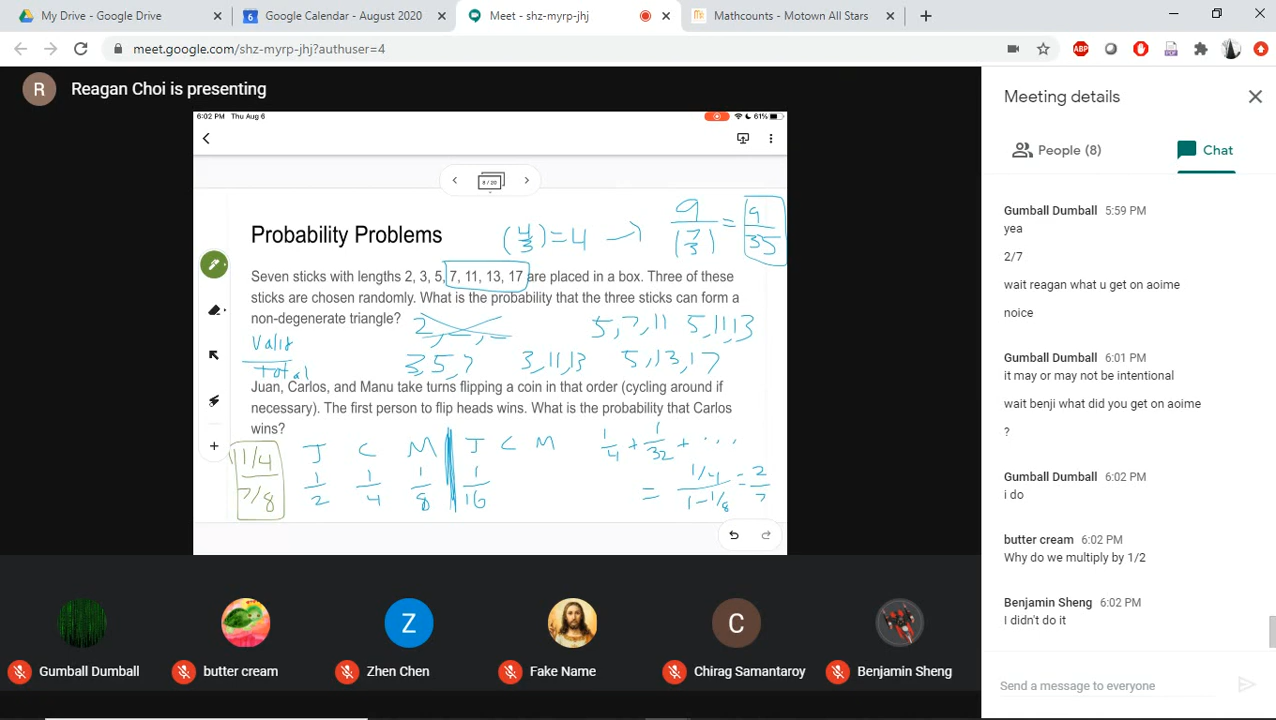 My Drive - Google Drive
Google Calendar - August 2020
Meet - shz-myrp-jhj
Mathcounts - Motown All Stars
meet.google.com/shz-myrp-jhj?authuser=4
ABP
R
Reagan Choi is presenting
6:02 PM Thu Aug 6
61%
8 / 20
Probability Problems
(4 3) = 4 → 9/(7 3) = 9/35
Seven sticks with lengths 2, 3, 5, 7, 11, 13, 17 are placed in a box. Three of these
sticks are chosen randomly. What is the probability that the three sticks can form a
non-degenerate triangle?
2, _, _
5, 7, 11 5, 11, 13
Valid
Total
3, 5, 7 3, 11, 13 5, 13, 17
Juan, Carlos, and Manu take turns flipping a coin in that order (cycling around if
necessary). The first person to flip heads wins. What is the probability that Carlos
wins?
J C M J C M
1/4 + 1/32 + ...
1/4
7/8
1/2 1/4 1/8 1/16
= 1/4 / 1-1/8 = 2/7
Meeting details
People (8)
Chat
Gumball Dumball 5:59 PM
yea
2/7
wait reagan what u get on aoime
noice
Gumball Dumball 6:01 PM
it may or may not be intentional
wait benji what did you get on aoime
?
Gumball Dumball 6:02 PM
i do
butter cream 6:02 PM
Why do we multiply by 1/2
Benjamin Sheng 6:02 PM
I didn't do it
Send a message to everyone
Z
C
Gumball Dumball
butter cream
Zhen Chen
Fake Name
Chirag Samantaroy
Benjamin Sheng